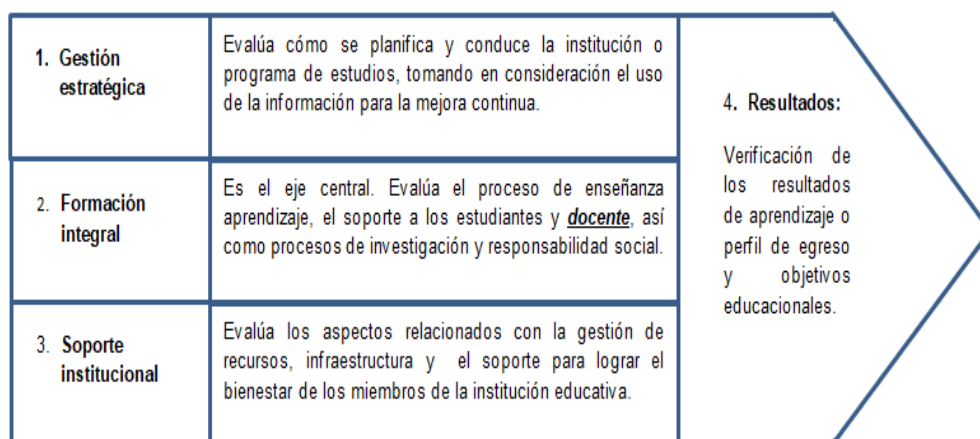 1. Gestión
estratégica
Evalúa cómo se planifica y conduce la institución o
programa de estudios, tomando en consideración el uso
de la información para la mejora continua.
2. Formación
integral
Es el eje central. Evalúa el proceso de enseñanza
aprendizaje, el soporte a los estudiantes y docente, así
como procesos de investigación y responsabilidad social.
3. Soporte
institucional
Evalúa los aspectos relacionados con la gestión de
recursos, infraestructura y el soporte para lograr el
bienestar de los miembros de la institución educativa.
4. Resultados:
Verificación de
los resultados
de aprendizaje o
perfil de egreso
y objetivos
educacionales.